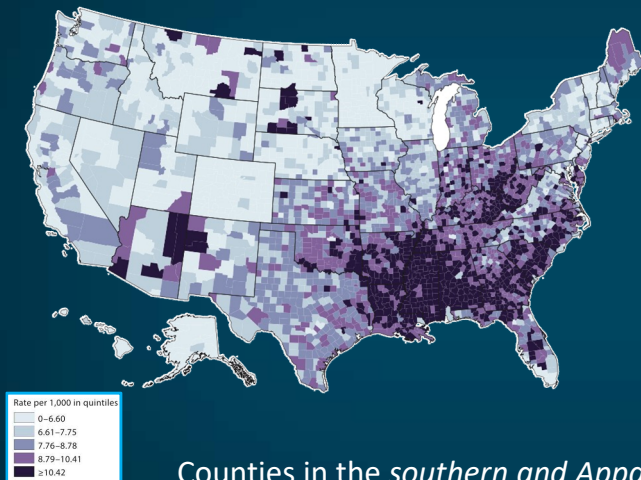 Rate per 1,000 in quintiles
0–6.60
6.61–7.75
7.76–8.78
8.79–10.41
≥10.42
Counties in the southern and